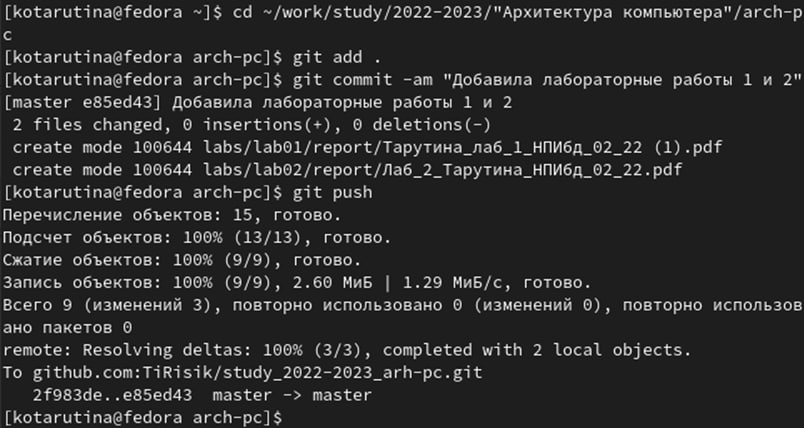 [kotarutina@fedora ~]$ cd ~/work/study/2022-2023/"Архитектура компьютера"/arch-p
c
[kotarutina@fedora arch-pc]$ git add .
[kotarutina@fedora arch-pc]$ git commit -am "Добавила лабораторные работы 1 и 2"
[master e85ed43] Добавила лабораторные работы 1 и 2
 2 files changed, 0 insertions(+), 0 deletions(-)
 create mode 100644 labs/lab01/report/Тарутина_лаб_1_НПИбд_02_22 (1).pdf
 create mode 100644 labs/lab02/report/Лаб_2_Тарутина_НПИбд_02_22.pdf
[kotarutina@fedora arch-pc]$ git push
Перечисление объектов: 15, готово.
Подсчет объектов: 100% (13/13), готово.
Сжатие объектов: 100% (9/9), готово.
Запись объектов: 100% (9/9), 2.60 МиБ | 1.29 МиБ/с, готово.
Всего 9 (изменений 3), повторно использовано 0 (изменений 0), повторно использов
ано пакетов 0
remote: Resolving deltas: 100% (3/3), completed with 2 local objects.
To github.com:TiRisik/study_2022-2023_arh-pc.git
   2f983de..e85ed43  master -> master
[kotarutina@fedora arch-pc]$